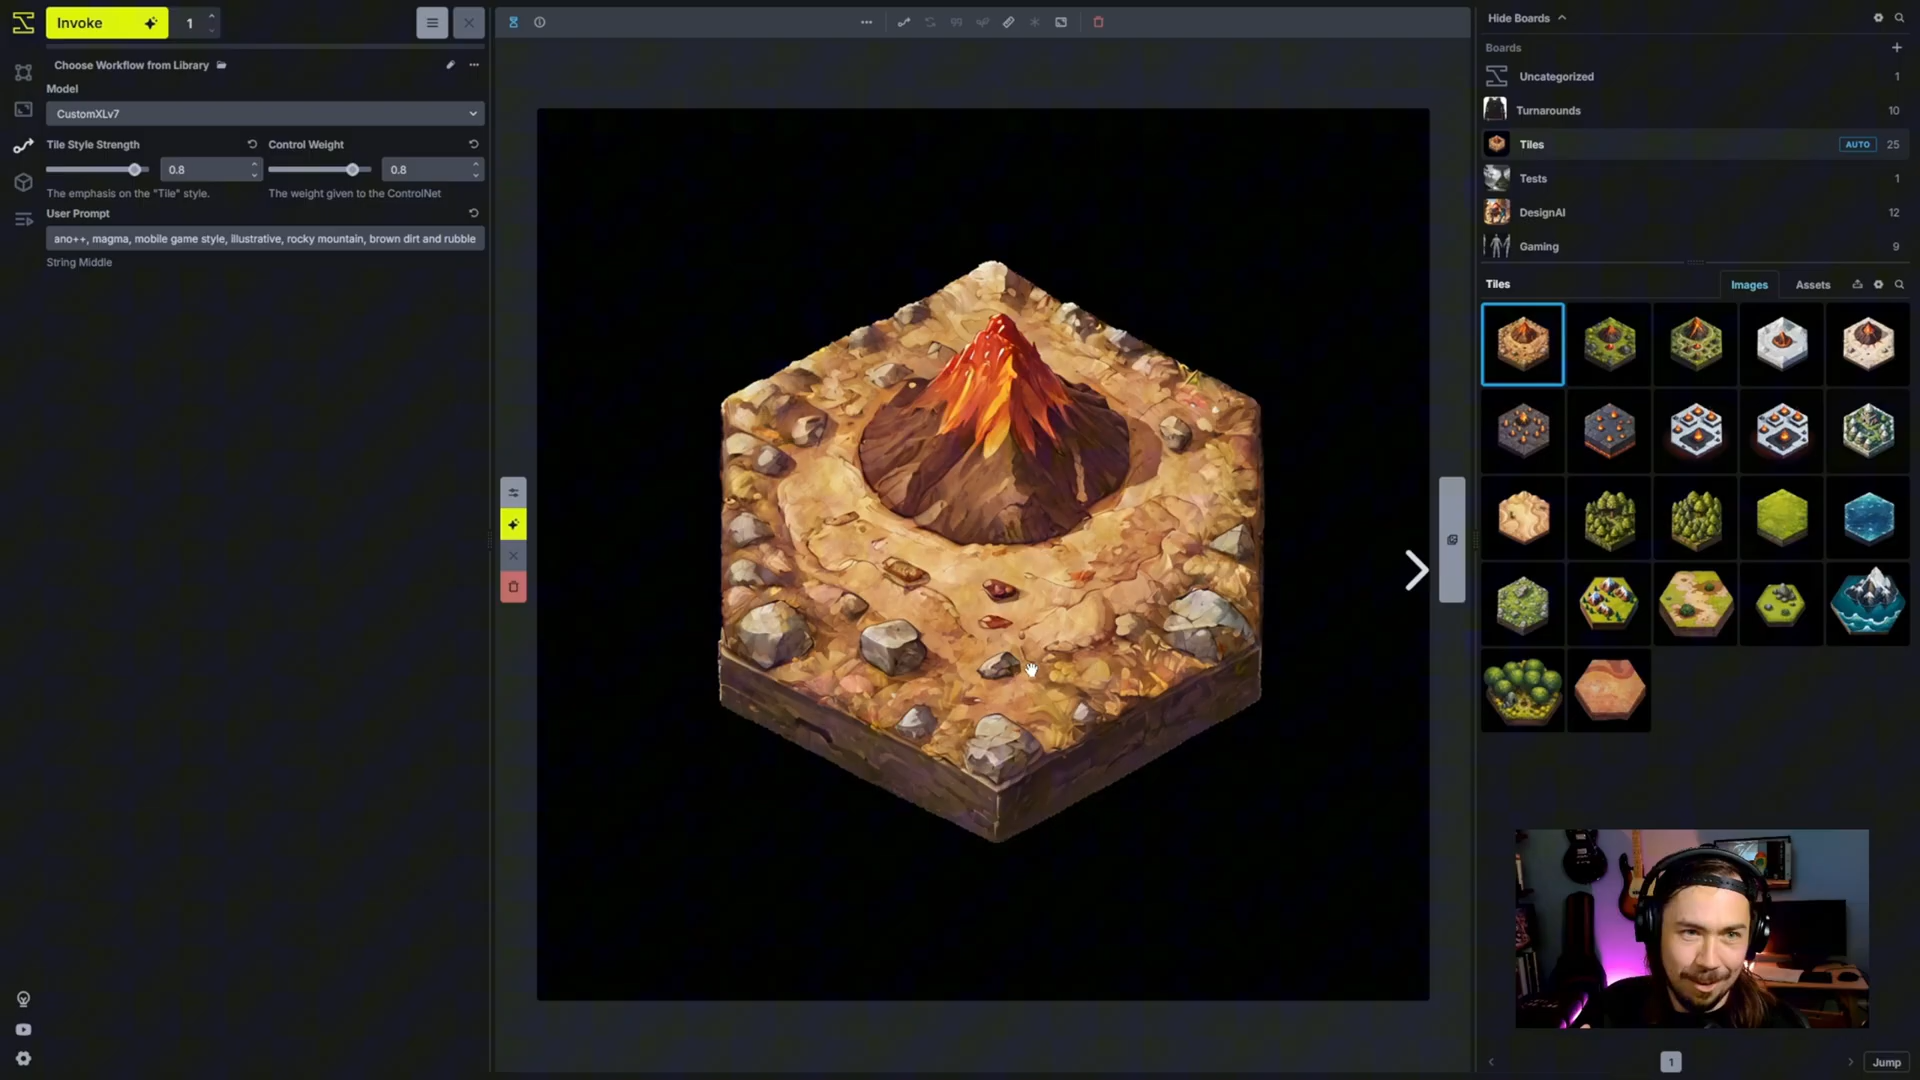 Invoke
1
Choose Workflow from Library
Model
CustomXLv7
Tile Style Strength
Control Weight
0.8
0.8
The emphasis on the "Tile" style.
The weight given to the ControlNet
User Prompt
ano++, magma, mobile game style, illustrative, rocky mountain, brown dirt and rubble
String Middle
Hide Boards
Boards
Uncategorized
1
Turnarounds
10
Tiles
AUTO
25
Tests
1
DesignAI
12
Gaming
9
Tiles
Images
Assets
1
Jump